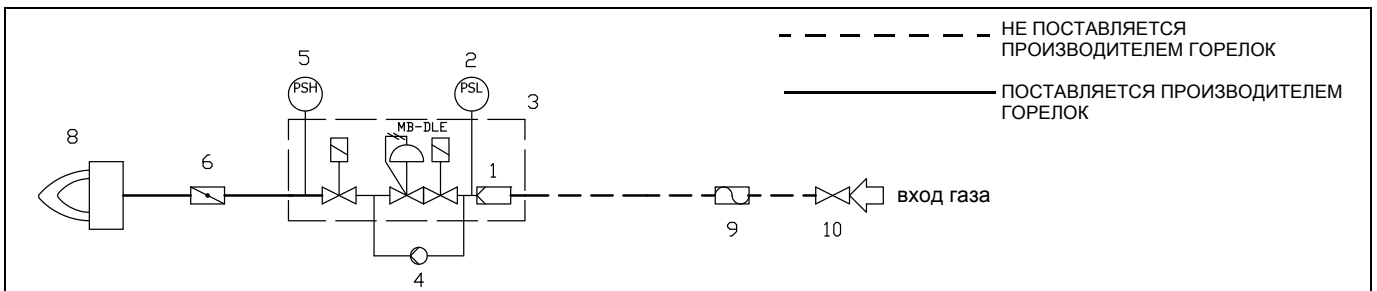 НЕ ПОСТАВЛЯЕТСЯ
ПРОИЗВОДИТЕЛЕМ ГОРЕЛОК
ПОСТАВЛЯЕТСЯ ПРОИЗВОДИТЕЛЕМ
ГОРЕЛОК
5
2
PSH
PSL
3
MB-DLE
8
6
1
вход газа
9
10
4